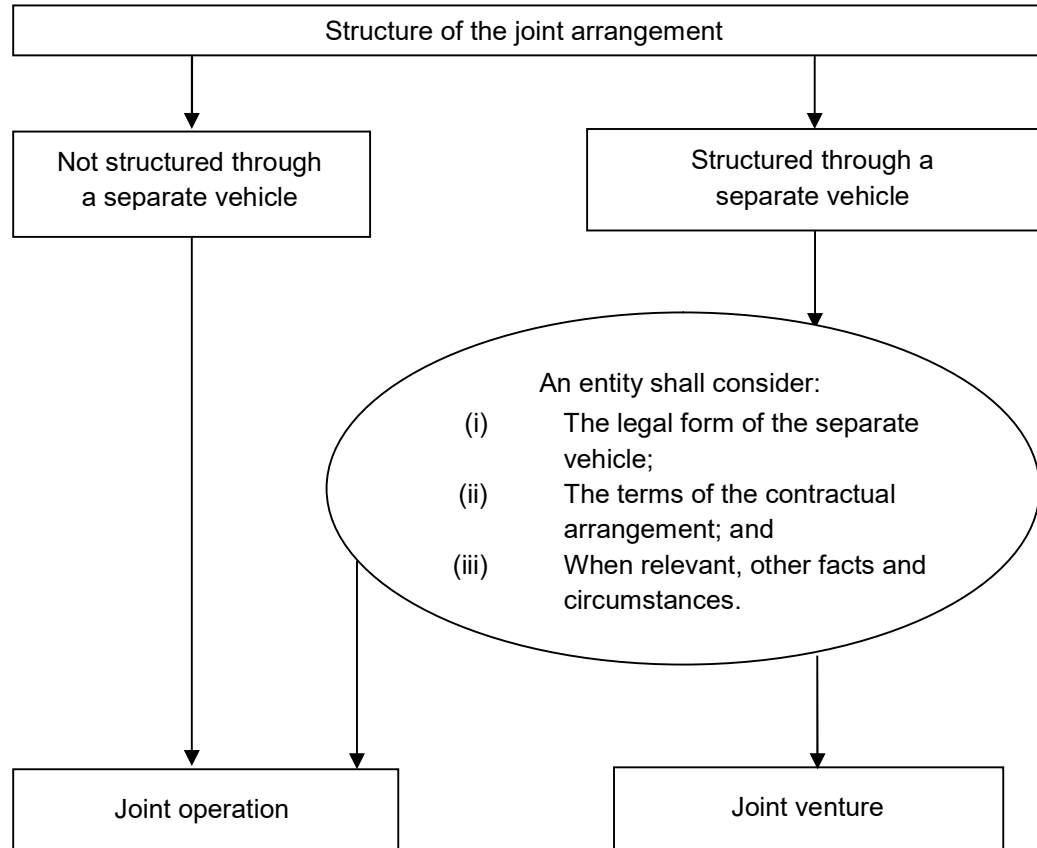 Structure of the joint arrangement
Not structured through
a separate vehicle
Structured through a
separate vehicle
An entity shall consider:
(i) The legal form of the separate
vehicle;
(ii) The terms of the contractual
arrangement; and
(iii) When relevant, other facts and
circumstances.
Joint operation
Joint venture